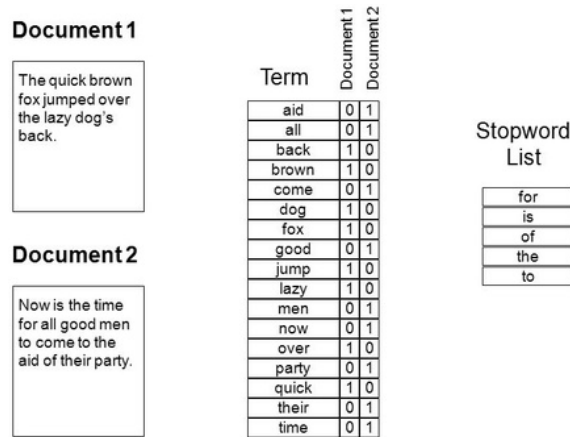 Document 1
The quick brown
fox jumped over
the lazy dog's
back.
Document 2
Now is the time
for all good men
to come to the
aid of their party.
Term Document 1 Document 2
aid 0 1
all 0 1
back 1 0
brown 1 0
come 0 1
dog 1 0
fox 1 0
good 0 1
jump 1 0
lazy 1 0
men 0 1
now 0 1
over 1 0
party 0 1
quick 1 0
their 0 1
time 0 1
Stopword
List
for
is
of
the
to